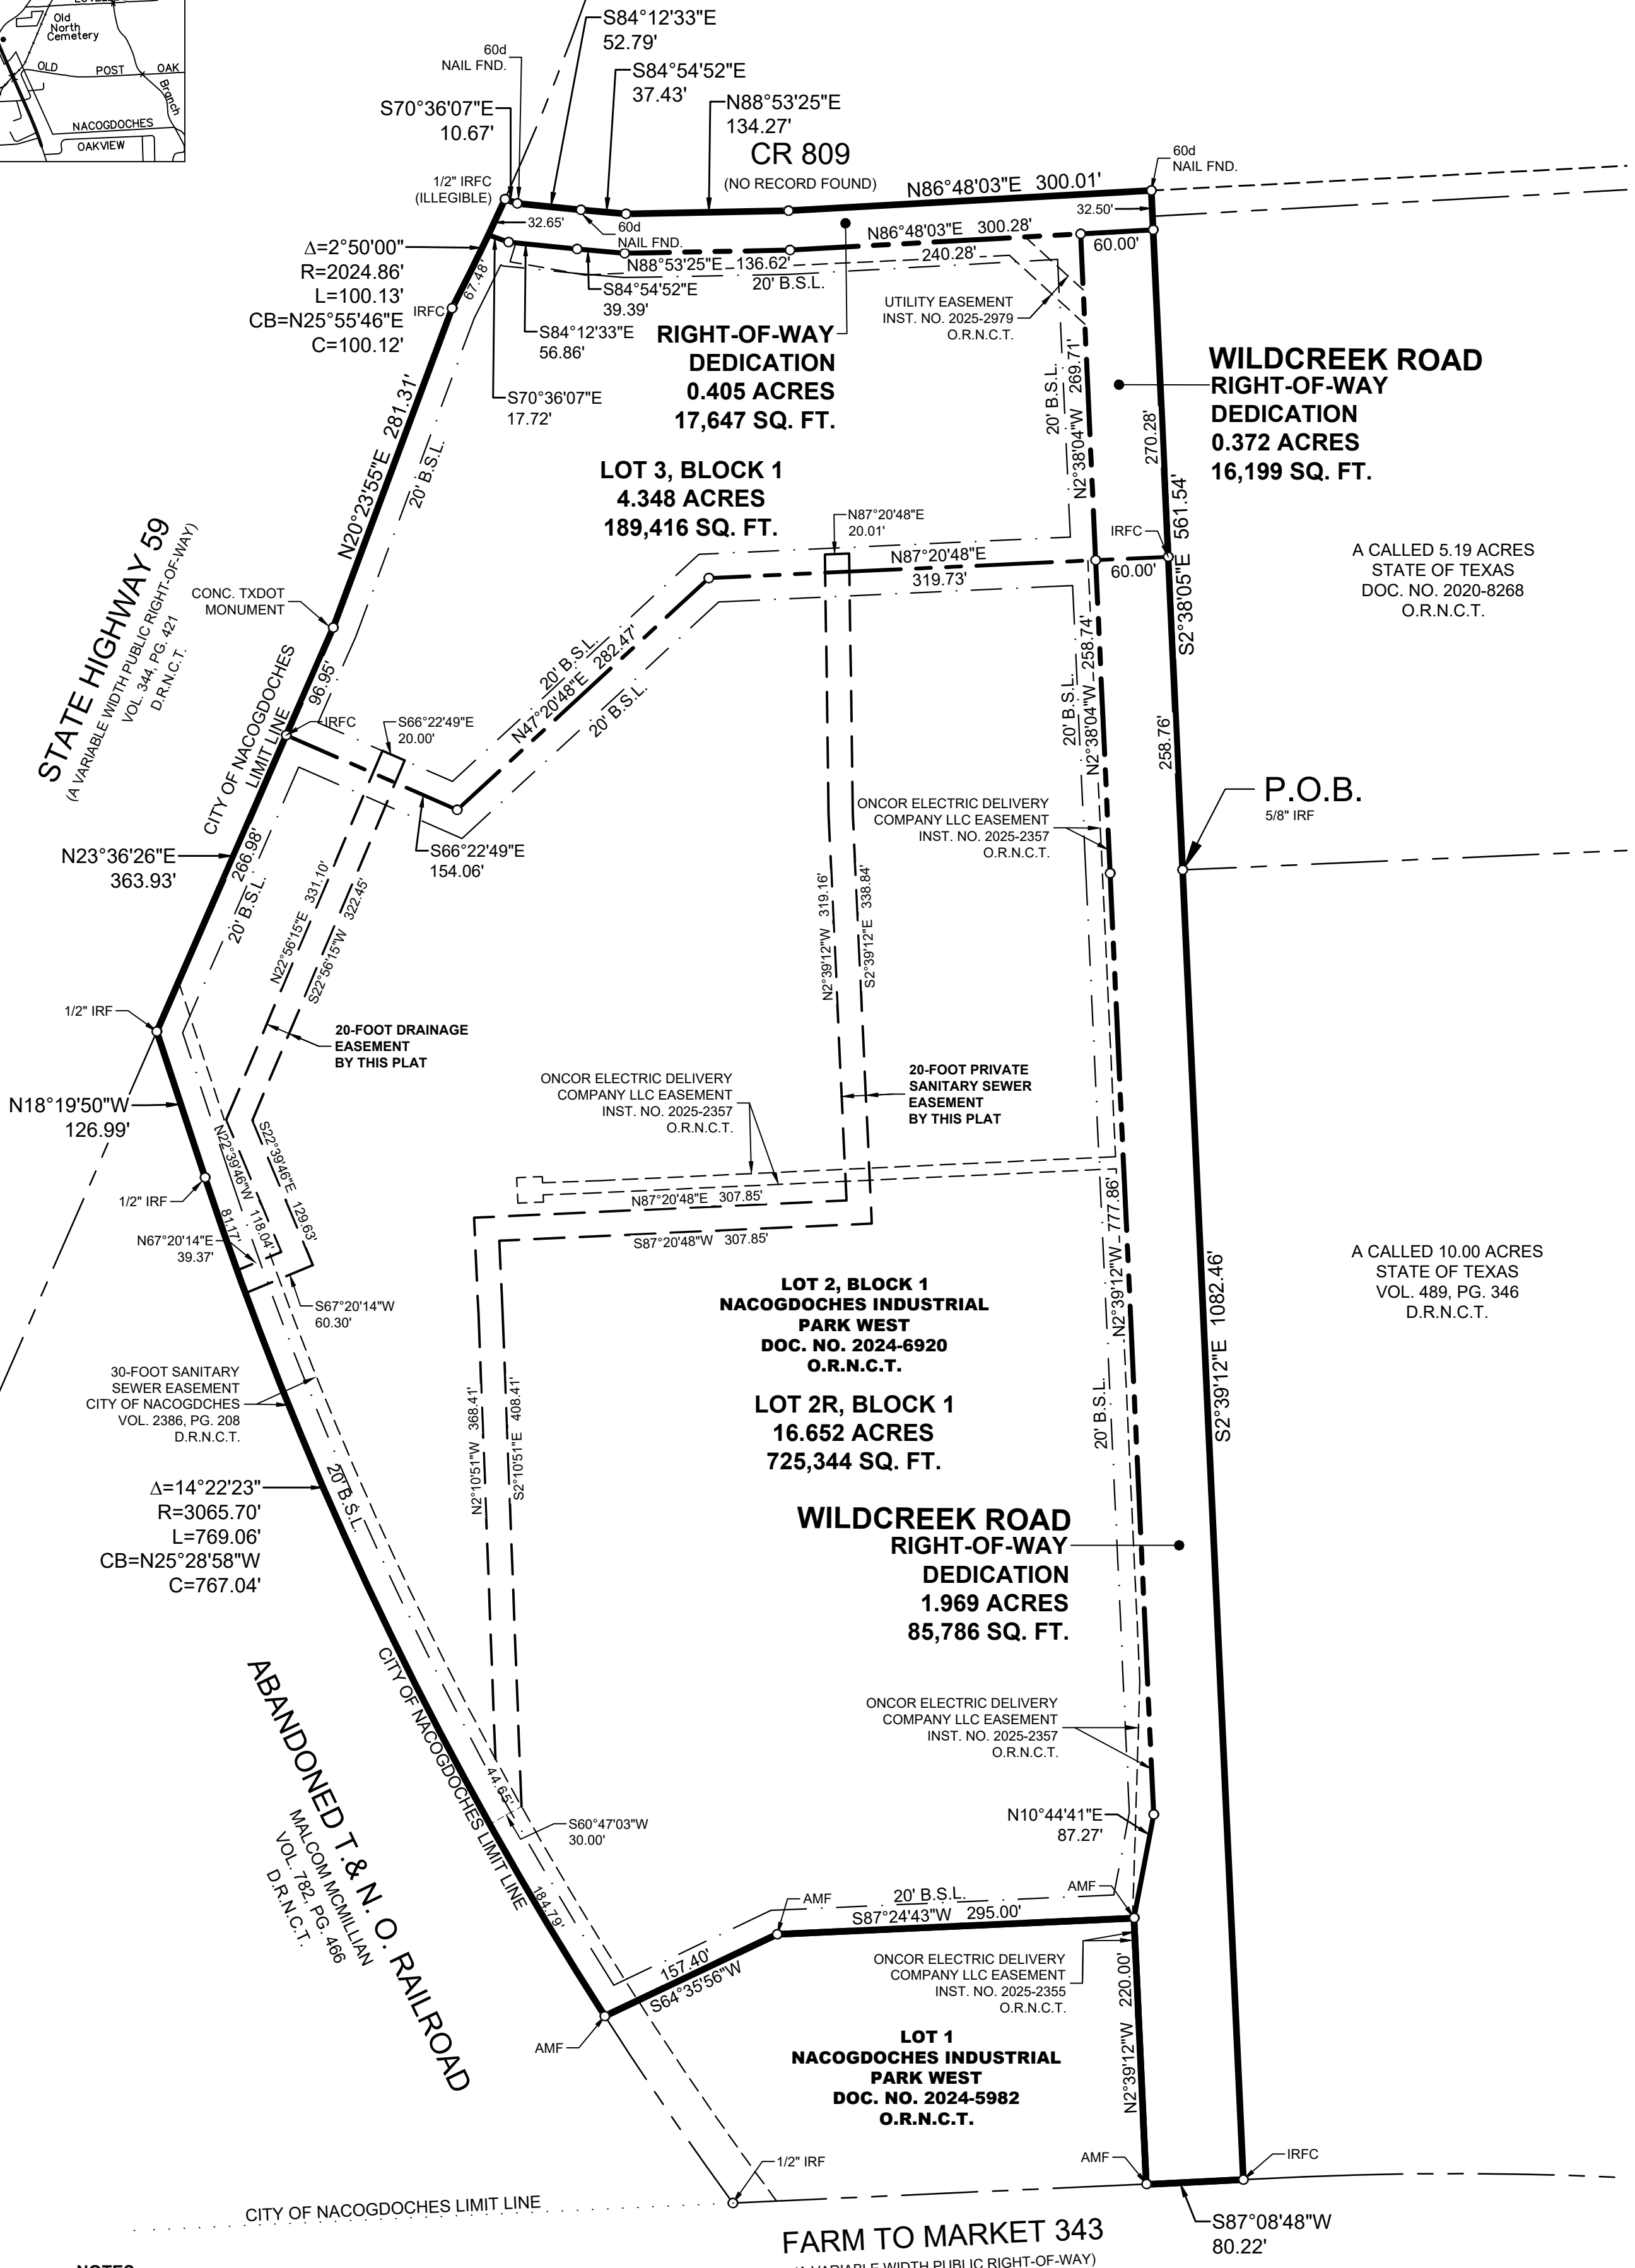 Old
North
Cemetery
OLD POST OAK
Branch
NACOGDOCHES
OAKVIEW
S84°12'33"E
52.79'
60d
NAIL FND.
S84°54'52"E
37.43'
S70°36'07"E
10.67'
N88°53'25"E
134.27'
CR 809
(NO RECORD FOUND)
60d
NAIL FND.
1/2" IRFC
(ILLEGIBLE)
N86°48'03"E 300.01'
32.65'
60d
NAIL FND.
32.50'
N86°48'03"E 300.28'
60.00'
240.28'
N88°53'25"E 136.62'
20' B.S.L.
Δ=2°50'00"
R=2024.86'
L=100.13'
CB=N25°55'46"E
C=100.12'
67.48'
IRFC
S84°54'52"E
39.39'
S84°12'33"E
56.86'
S70°36'07"E
17.72'
UTILITY EASEMENT
INST. NO. 2025-2979
O.R.N.C.T.
RIGHT-OF-WAY
DEDICATION
0.405 ACRES
17,647 SQ. FT.
WILDCREEK ROAD
RIGHT-OF-WAY
DEDICATION
0.372 ACRES
16,199 SQ. FT.
20' B.S.L.
N2°38'04"W 269.71'
270.28'
N20°23'55"E 281.31'
20' B.S.L.
LOT 3, BLOCK 1
4.348 ACRES
189,416 SQ. FT.
N87°20'48"E
20.01'
IRFC
N87°20'48"E
319.73'
60.00'
S2°38'05"E 561.54'
A CALLED 5.19 ACRES
STATE OF TEXAS
DOC. NO. 2020-8268
O.R.N.C.T.
STATE HIGHWAY 59
(A VARIABLE WIDTH PUBLIC RIGHT-OF-WAY)
VOL. 344, PG. 421
D.R.N.C.T.
CONC. TXDOT
MONUMENT
CITY OF NACOGDOCHES
LIMIT LINE
96.95'
IRFC
S66°22'49"E
20.00'
20' B.S.L.
N47°20'48"E 282.47'
20' B.S.L.
20' B.S.L.
N2°38'04"W 258.74'
258.76'
P.O.B.
5/8" IRF
ONCOR ELECTRIC DELIVERY
COMPANY LLC EASEMENT
INST. NO. 2025-2357
O.R.N.C.T.
S66°22'49"E
154.06'
N23°36'26"E
363.93'
266.98'
20' B.S.L.
N22°56'15"E 331.10'
S22°56'15"W 322.45'
N2°39'12"W 319.16'
S2°39'12"E 338.84'
1/2" IRF
20-FOOT DRAINAGE
EASEMENT
BY THIS PLAT
ONCOR ELECTRIC DELIVERY
COMPANY LLC EASEMENT
INST. NO. 2025-2357
O.R.N.C.T.
20-FOOT PRIVATE
SANITARY SEWER
EASEMENT
BY THIS PLAT
N18°19'50"W
126.99'
N22°39'46"W 118.04'
S22°39'46"E 129.63'
1/2" IRF
81.17'
N67°20'14"E
39.37'
S67°20'14"W
60.30'
N87°20'48"E 307.85'
S87°20'48"W 307.85'
N2°39'12"W 777.86'
S2°39'12"E 1082.46'
A CALLED 10.00 ACRES
STATE OF TEXAS
VOL. 489, PG. 346
D.R.N.C.T.
LOT 2, BLOCK 1
NACOGDOCHES INDUSTRIAL
PARK WEST
DOC. NO. 2024-6920
O.R.N.C.T.
LOT 2R, BLOCK 1
16.652 ACRES
725,344 SQ. FT.
30-FOOT SANITARY
SEWER EASEMENT
CITY OF NACOGDCHES
VOL. 2386, PG. 208
D.R.N.C.T.
N2°10'51"W 368.41'
S2°10'51"E 408.41'
20' B.S.L.
20' B.S.L.
Δ=14°22'23"
R=3065.70'
L=769.06'
CB=N25°28'58"W
C=767.04'
WILDCREEK ROAD
RIGHT-OF-WAY
DEDICATION
1.969 ACRES
85,786 SQ. FT.
CITY OF NACOGDOCHES LIMIT LINE
ABANDONED T.& N. O. RAILROAD
MALCOM MCMILLIAN
VOL. 782, PG. 466
D.R.N.C.T.
ONCOR ELECTRIC DELIVERY
COMPANY LLC EASEMENT
INST. NO. 2025-2357
O.R.N.C.T.
44.65'
S60°47'03"W
30.00'
N10°44'41"E
87.27'
184.79'
AMF
20' B.S.L.
AMF
S87°24'43"W 295.00'
157.40'
S64°35'56"W
ONCOR ELECTRIC DELIVERY
COMPANY LLC EASEMENT
INST. NO. 2025-2355
O.R.N.C.T.
N2°39'12"W 220.00'
AMF
LOT 1
NACOGDOCHES INDUSTRIAL
PARK WEST
DOC. NO. 2024-5982
O.R.N.C.T.
1/2" IRF
AMF
IRFC
CITY OF NACOGDOCHES LIMIT LINE
S87°08'48"W
80.22'
FARM TO MARKET 343
(A VARIABLE WIDTH PUBLIC RIGHT-OF-WAY)
NOTES